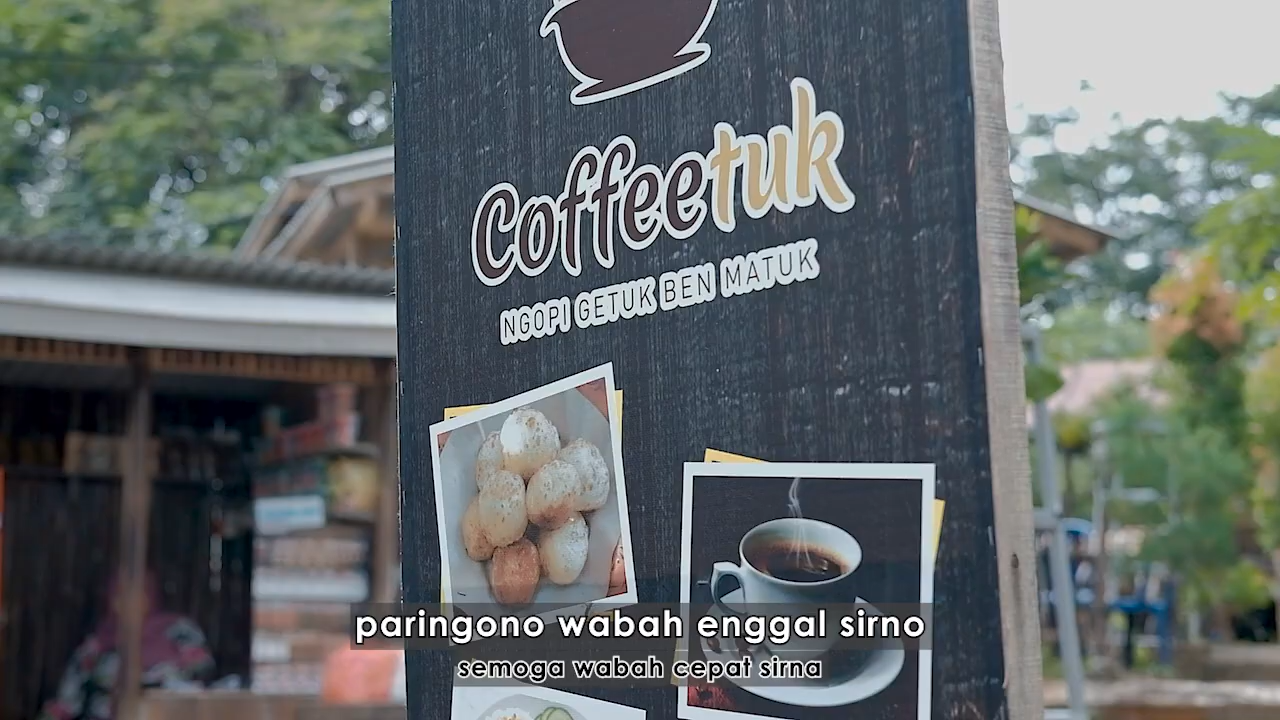 Coffeetuk
NGOPI GETUK BEN MATUK
paringono wabah enggal sirno
semoga wabah cepat sirna